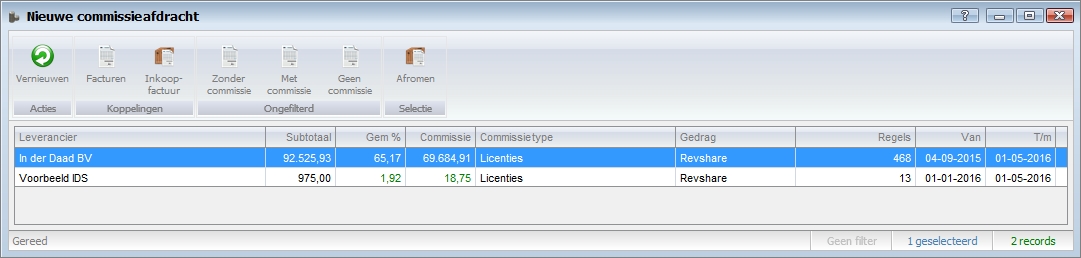 Nieuwe commissieafdracht
?
Vernieuwen
Facturen
Inkoop-
factuur
Zonder
commissie
Met
commissie
Geen
commissie
Afromen
Acties Koppelingen Ongefilterd Selectie
Leverancier Subtotaal Gem % Commissie Commissietype Gedrag Regels Van T/m
In der Daad BV 92.525,93 65,17 69.684,91 Licenties Revshare 468 04-09-2015 01-05-2016
Voorbeeld IDS 975,00 1,92 18,75 Licenties Revshare 13 01-01-2016 01-05-2016
Gereed Geen filter 1 geselecteerd 2 records